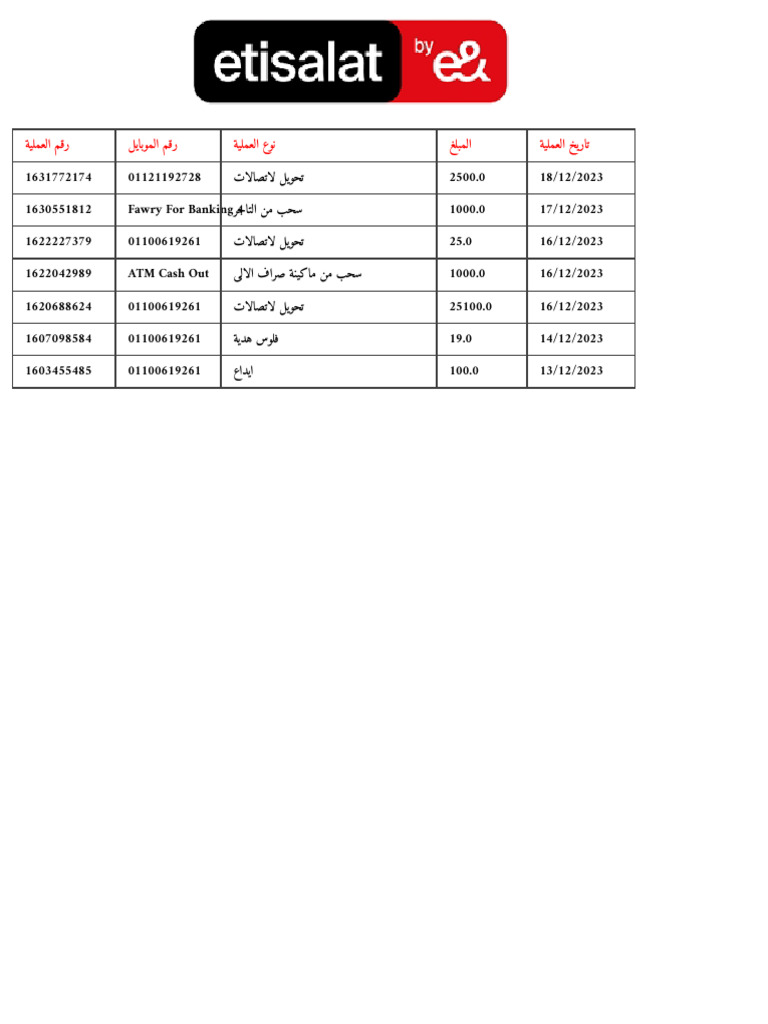 etisalat by e&
رقم العملية رقم الموبايل نوع العملية المبلغ تاريخ العملية
1631772174 01121192728 تحويل لاتصالات 2500.0 18/12/2023
1630551812 Fawry For Banking سحب من التاجر 1000.0 17/12/2023
1622227379 01100619261 تحويل لاتصالات 25.0 16/12/2023
1622042989 ATM Cash Out سحب من ماكينة صراف الالى 1000.0 16/12/2023
1620688624 01100619261 تحويل لاتصالات 25100.0 16/12/2023
1607098584 01100619261 فلوس هدية 19.0 14/12/2023
1603455485 01100619261 ايداع 100.0 13/12/2023